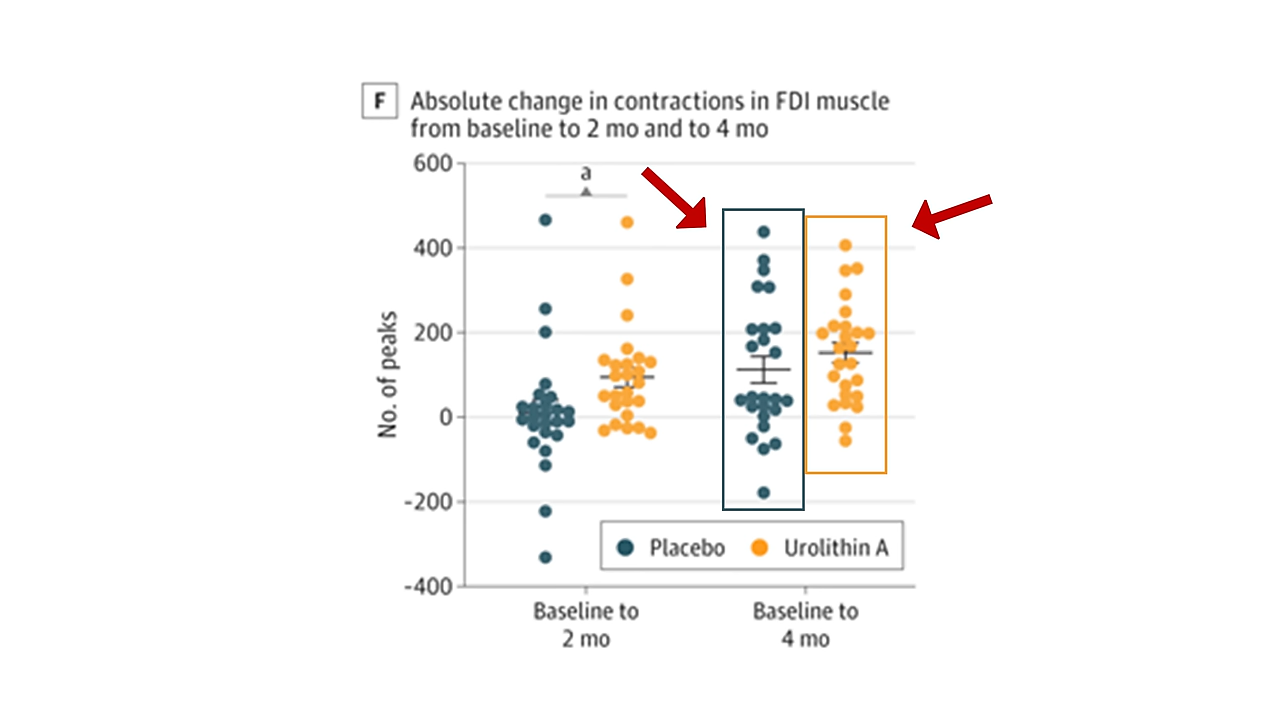 F
Absolute change in contractions in FDI muscle
from baseline to 2 mo and to 4 mo
600
a
400
200
0
-200
-400
No. of peaks
Placebo
Urolithin A
Baseline to
2 mo
Baseline to
4 mo